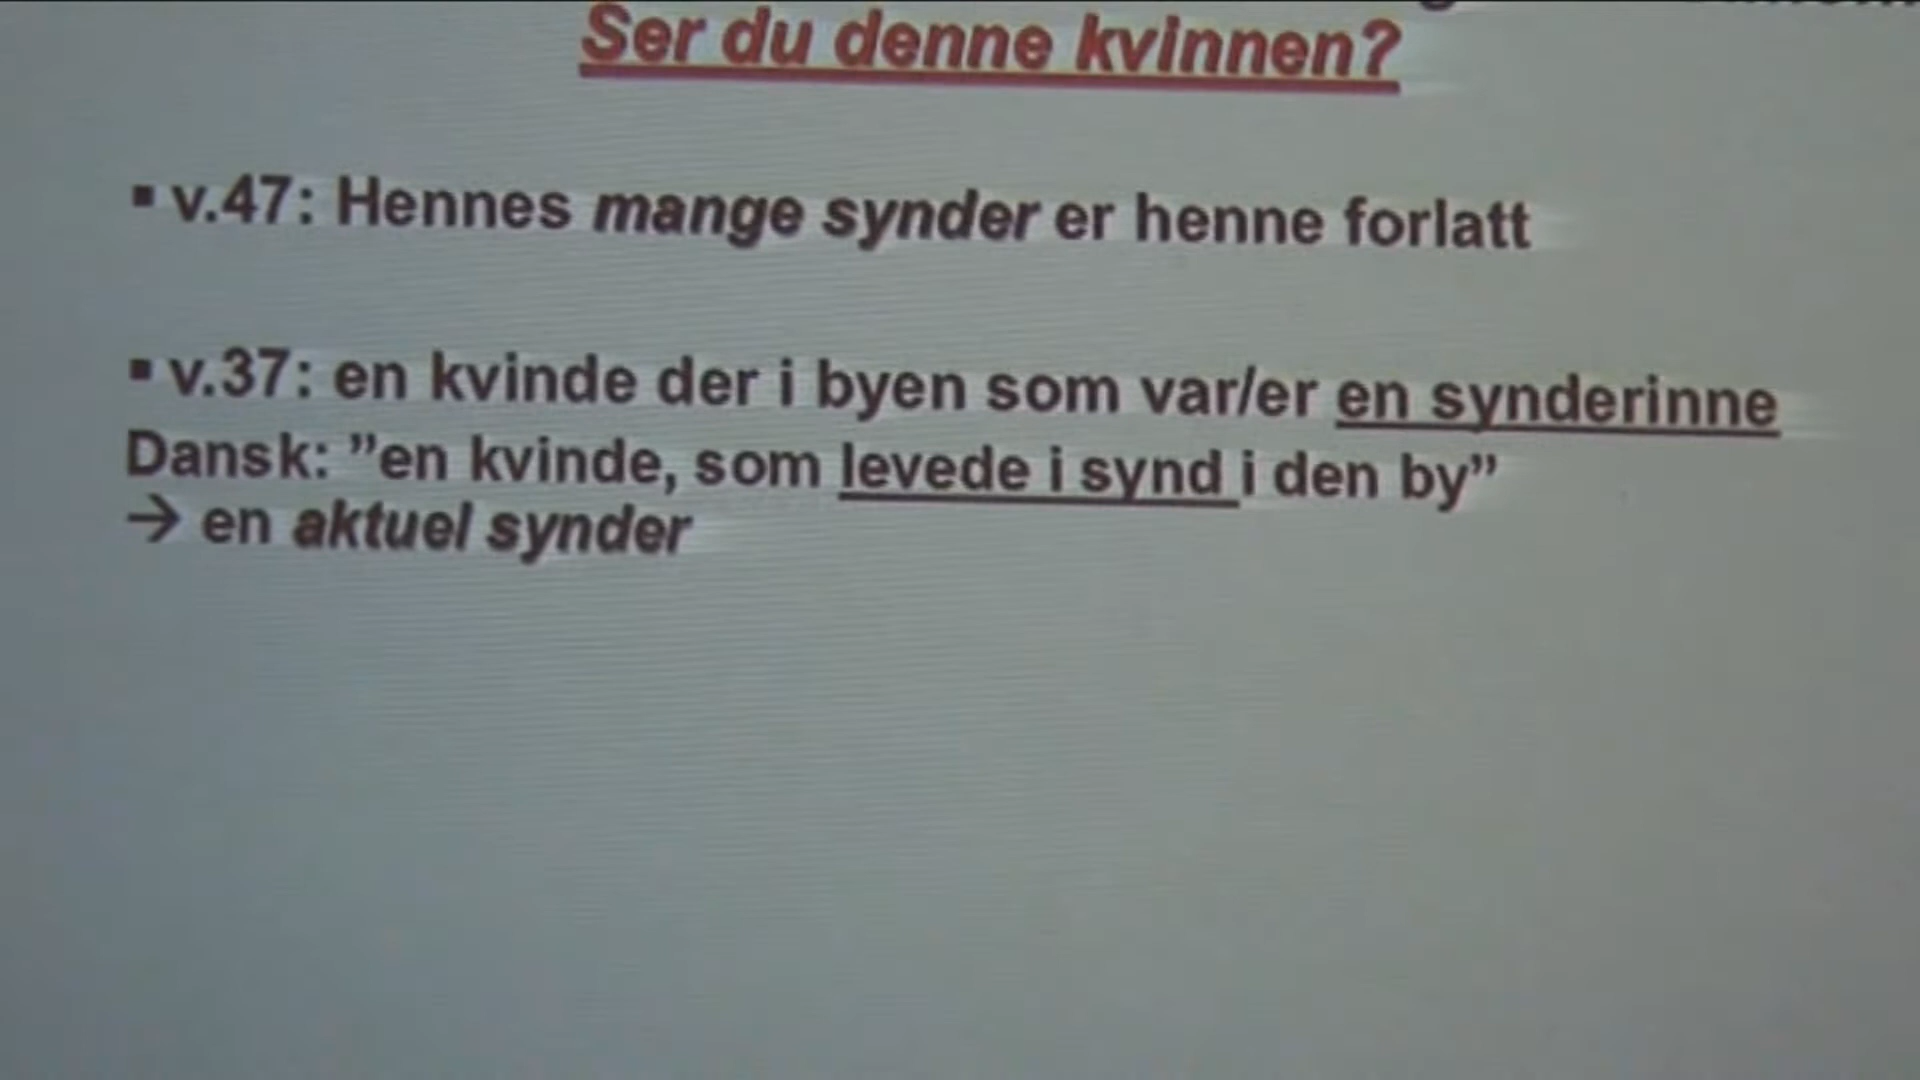 Ser du denne kvinnen?
▪ v.47: Hennes mange synder er henne forlatt
▪ v.37: en kvinde der i byen som var/er en synderinne
Dansk: ”en kvinde, som levede i synd i den by”
→ en aktuel synder